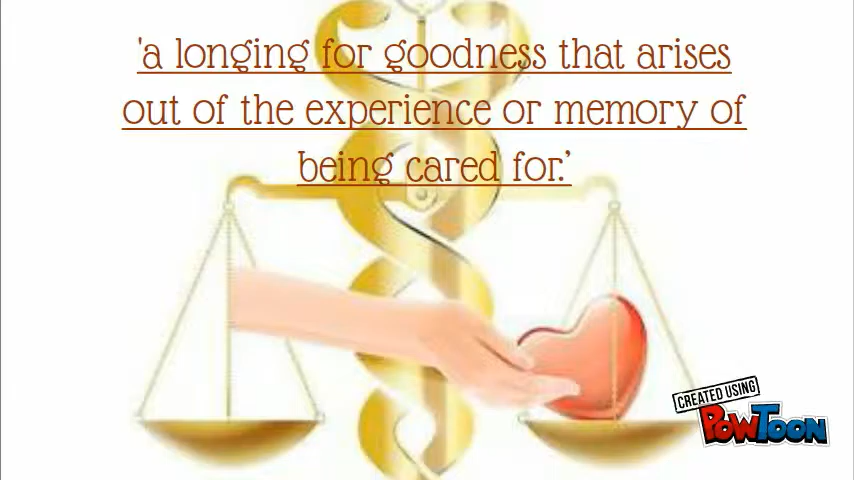 'a longing for goodness that arises
out of the experience or memory of
being cared for.’
CREATED USING
POWTOON